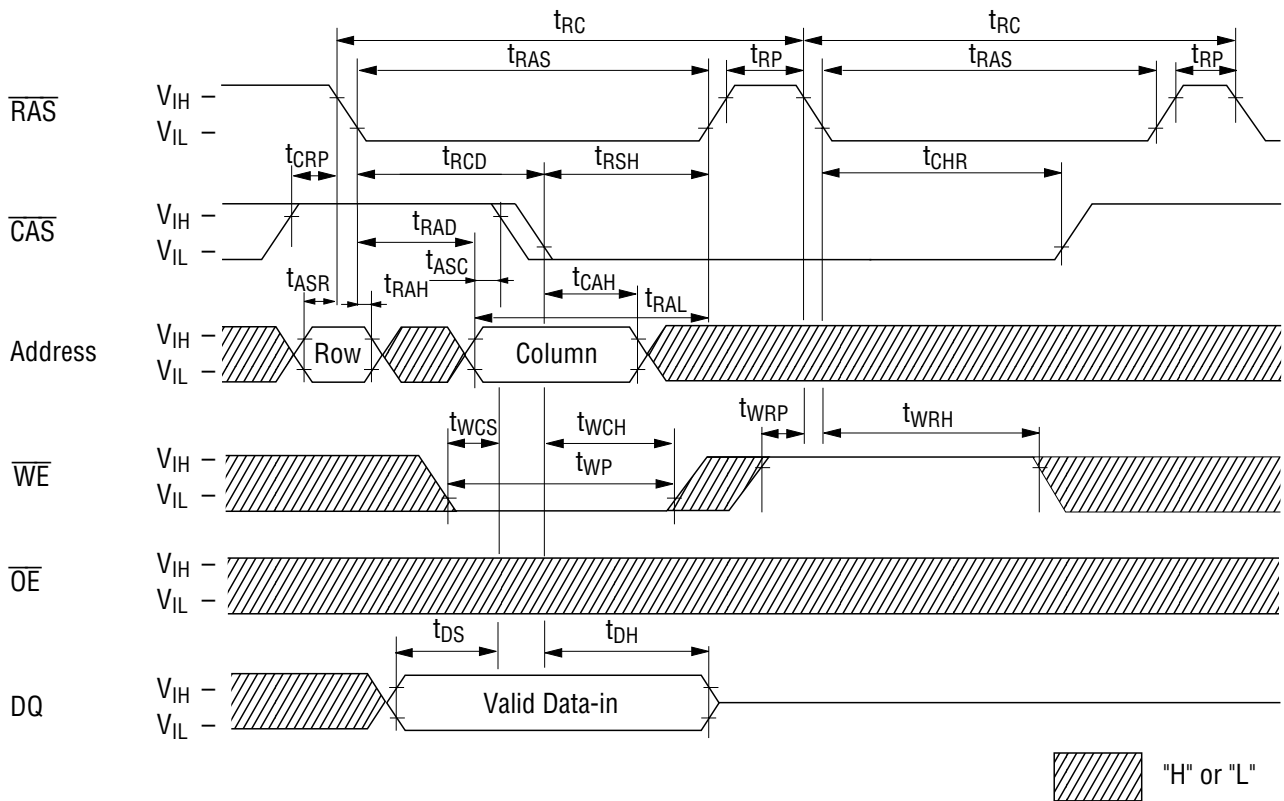 tRC tRC
tRAS tRP tRAS tRP
RAS VIH –
VIL –
tCRP tRCD tRSH tCHR
CAS VIH –
VIL –
tRAD
tASC
tASR tRAH tCAH tRAL
Address VIH –
VIL –
Row Column
tWCS tWCH tWRP tWRH
tWP
WE VIH –
VIL –
OE VIH –
VIL –
tDS tDH
DQ VIH –
VIL –
Valid Data-in
"H" or "L"